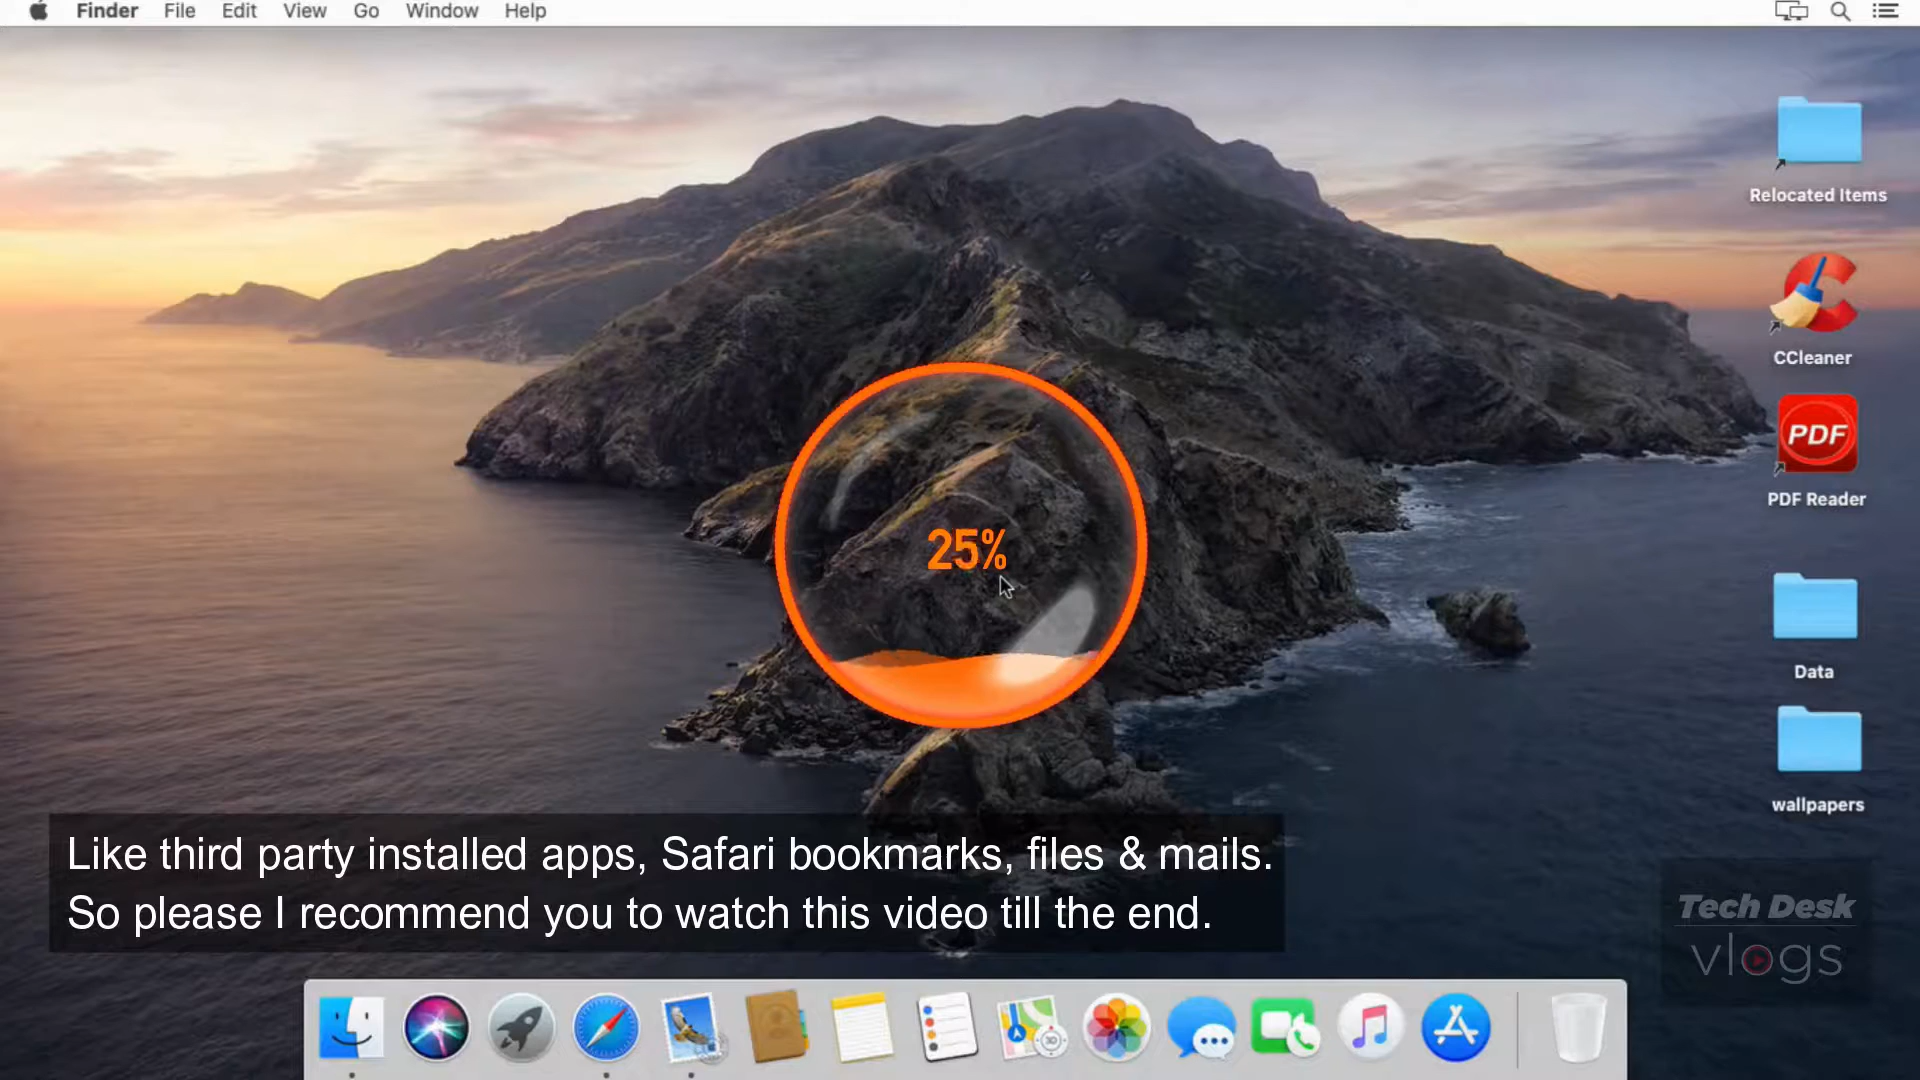 Finder File Edit View Go Window Help
Relocated Items
CCleaner
PDF
PDF Reader
25%
Data
wallpapers
Like third party installed apps, Safari bookmarks, files & mails.
So please I recommend you to watch this video till the end.
Tech Desk
vlogs
3D